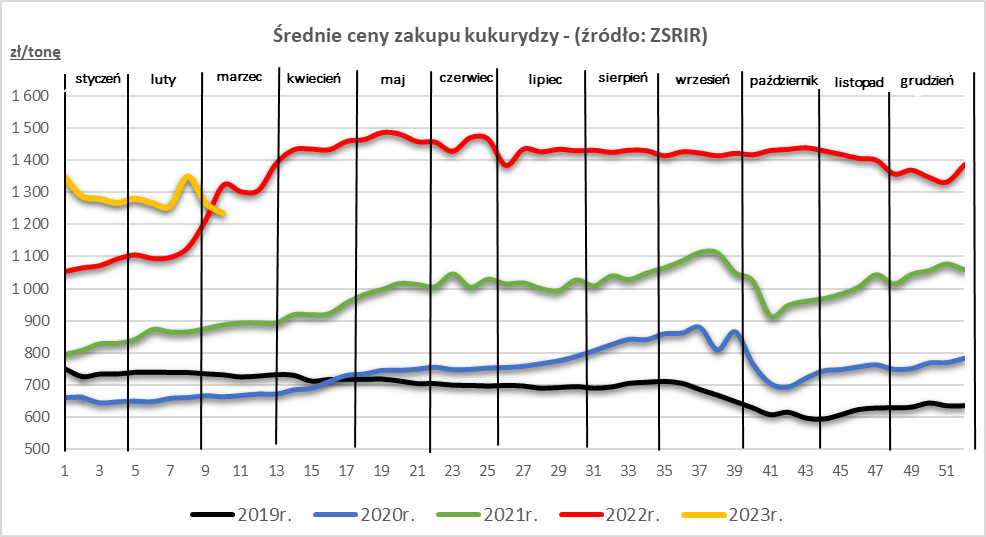 Średnie ceny zakupu kukurydzy - (źródło: ZSRIR)
zł/tonę
styczeń luty marzec kwiecień maj czerwiec lipiec sierpień wrzesień październik listopad grudzień
1 600
1 500
1 400
1 300
1 200
1 100
1 000
900
800
700
600
500
1 3 5 7 9 11 13 15 17 19 21 23 25 27 29 31 33 35 37 39 41 43 45 47 49 51
2019r. 2020r. 2021r. 2022r. 2023r.